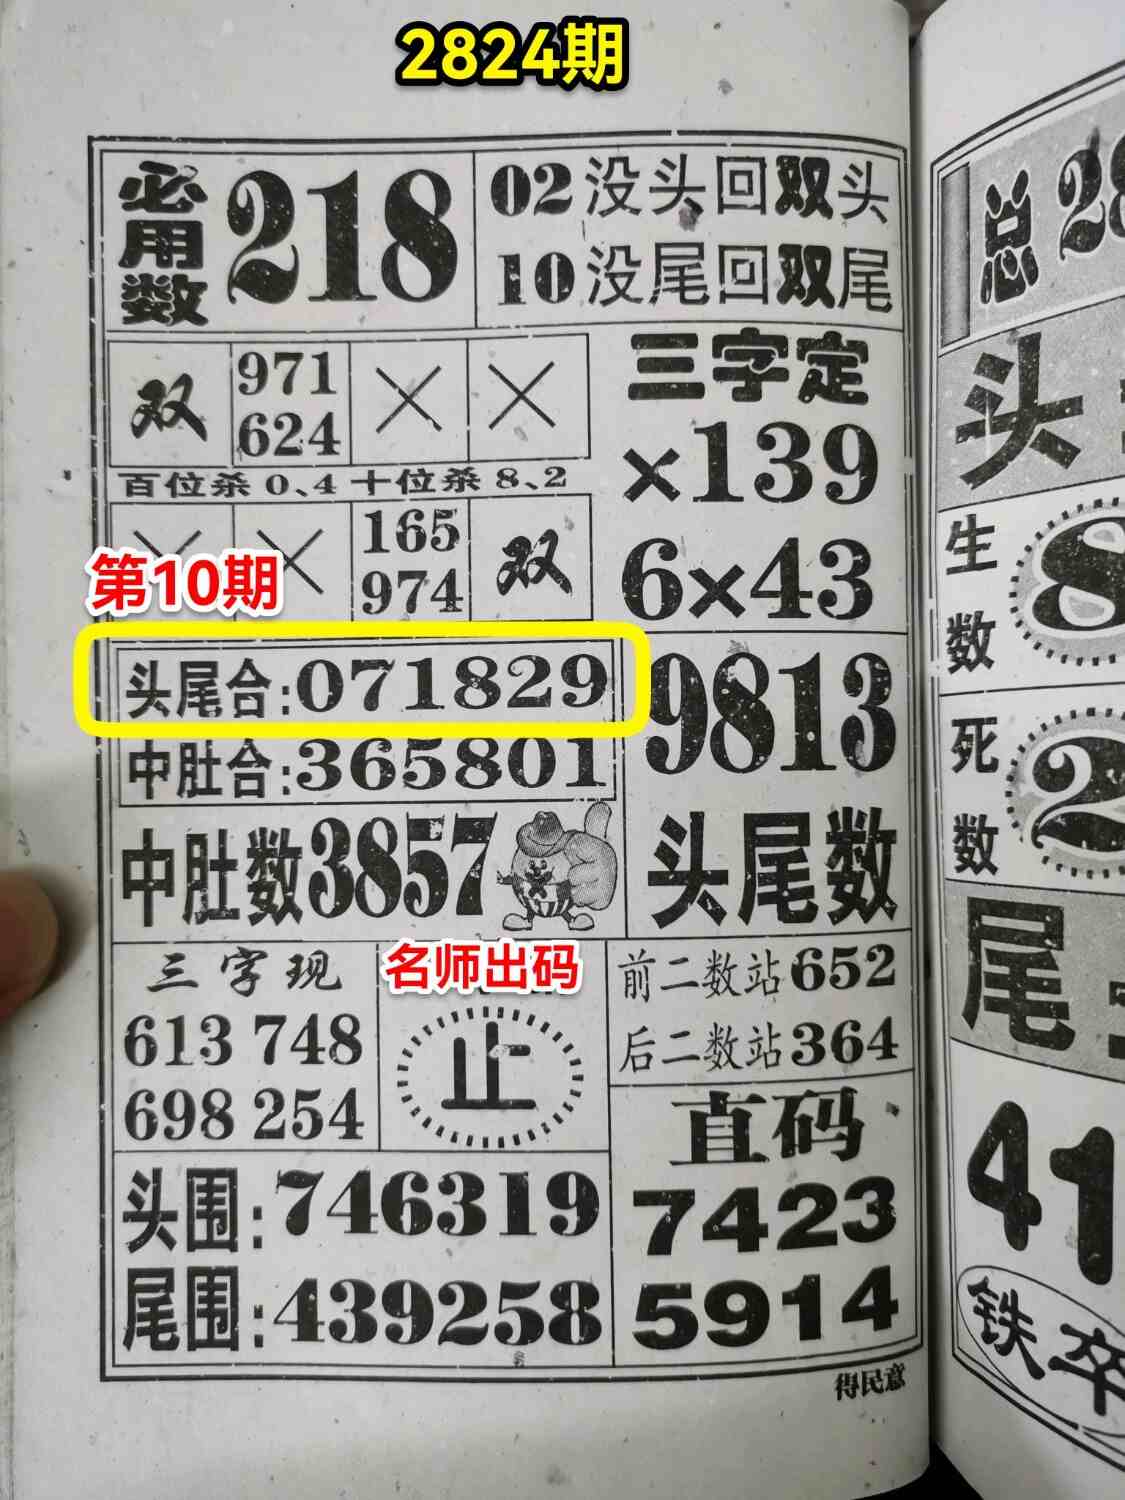 2824期
必用数 218
02没头回双头
10没尾回双尾
双 971 × ×
624
百位杀0、4 十位杀8、2
× × 165 双
974
三字定
×139
6×43
第10期
头尾合:071829
中肚合:365801
中肚数3857
9813
头尾数
三字现
613 748
698 254
名师出码
止
前二数站652
后二数站364
头围:746319
尾围:439258
直码
7423
5914
得民意
总 28
头
生数 8
死数 2
尾
41
铁卒